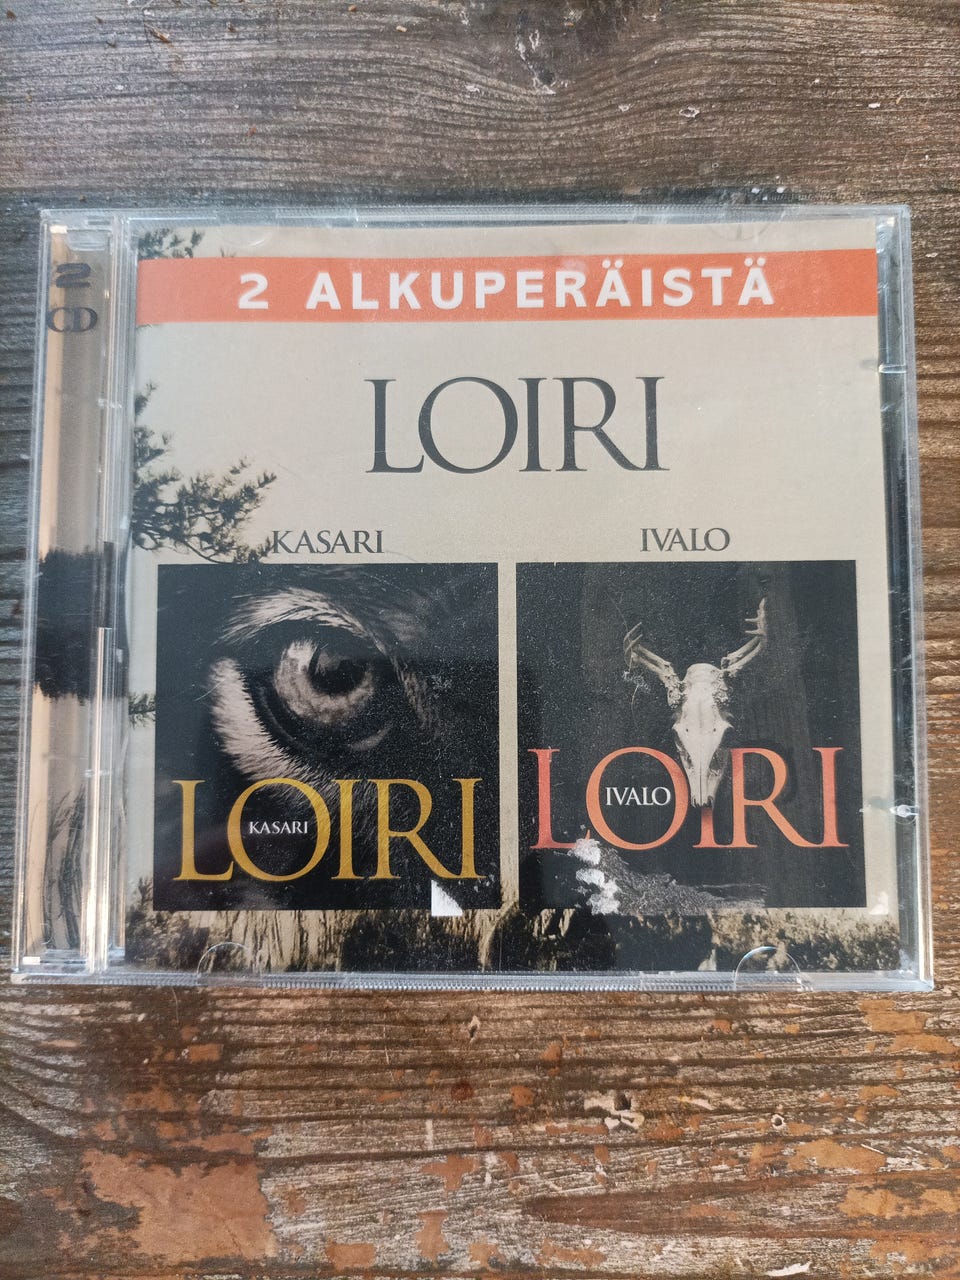 2 ALKUPERÄISTÄ
2
CD
LOIRI
KASARI
IVALO
LOIRI
KASARI
LOIRI
IVALO